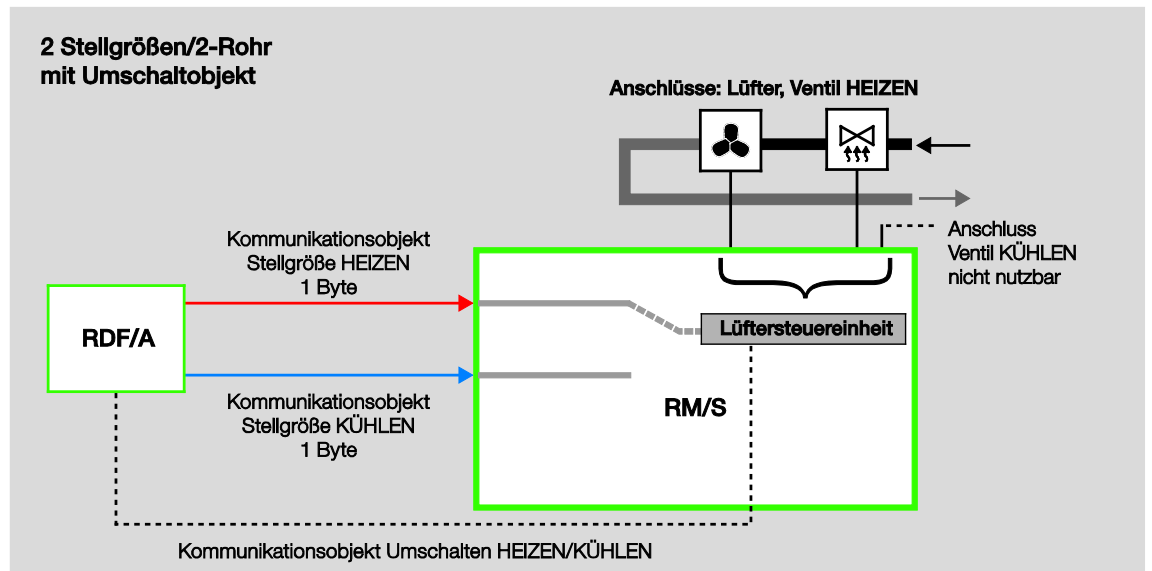 2 Stellgrößen/2-Rohr
mit Umschaltobjekt
Anschlüsse: Lüfter, Ventil HEIZEN
Anschluss
Ventil KÜHLEN
nicht nutzbar
Kommunikationsobjekt
Stellgröße HEIZEN
1 Byte
RDF/A
Lüftersteuereinheit
Kommunikationsobjekt
Stellgröße KÜHLEN
1 Byte
RM/S
Kommunikationsobjekt Umschalten HEIZEN/KÜHLEN